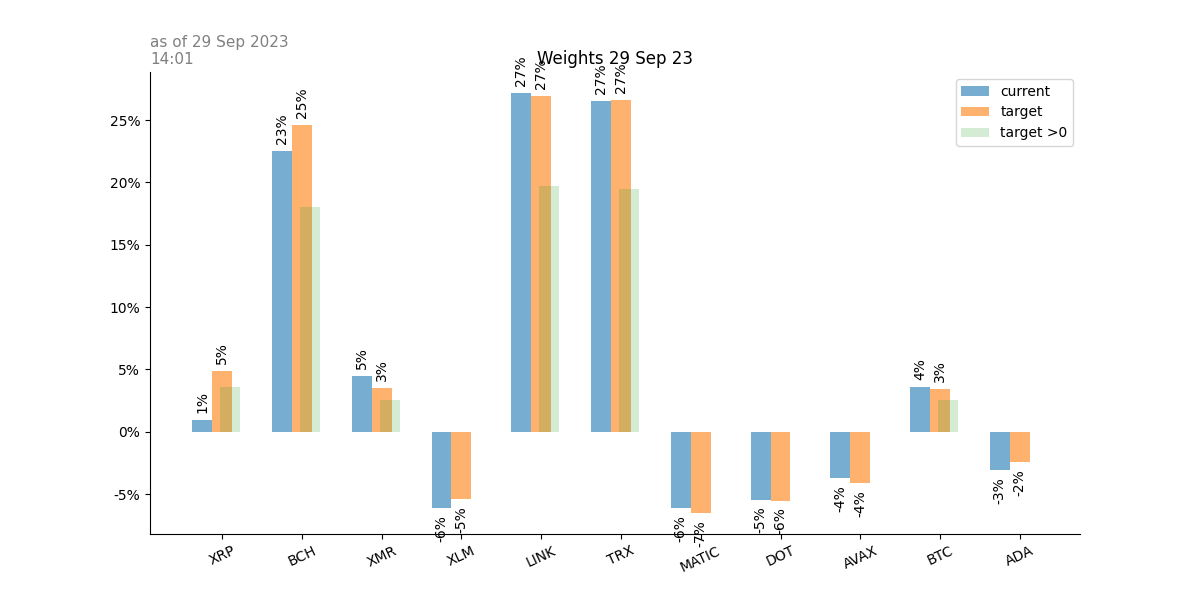 as of 29 Sep 2023
14:01
Weights 29 Sep 23
current
target
target >0
25%
20%
15%
10%
5%
0%
-5%
1%
5%
23%
25%
5%
3%
-6%
-5%
27%
27%
27%
27%
-6%
-7%
-5%
-6%
-4%
-4%
4%
3%
-3%
-2%
XRP
BCH
XMR
XLM
LINK
TRX
MATIC
DOT
AVAX
BTC
ADA